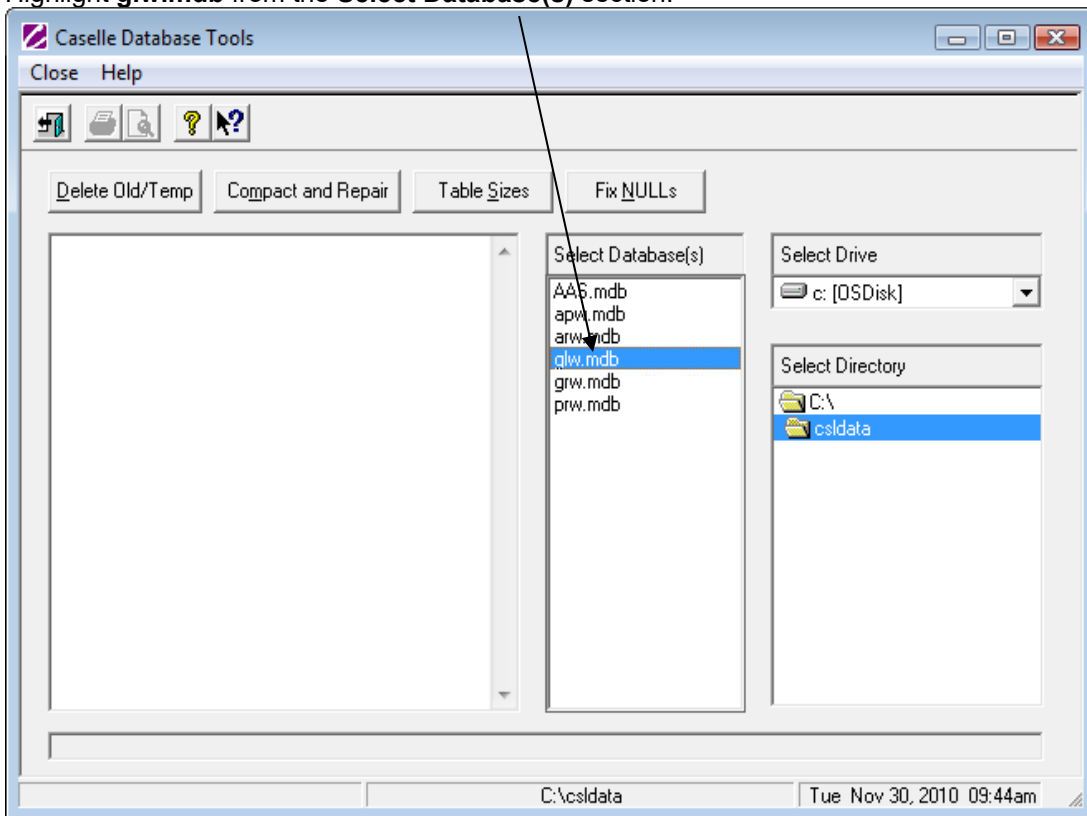 Highlight glw.mdb from the Select Database(s) section.
Caselle Database Tools
Close Help
Delete Old/Temp Compact and Repair Table Sizes Fix NULLs
Select Database(s)
AAS.mdb
apw.mdb
arw.mdb
glw.mdb
grw.mdb
prw.mdb
Select Drive
c: [OSDisk]
Select Directory
C:\
csldata
C:\csldata Tue Nov 30, 2010 09:44am